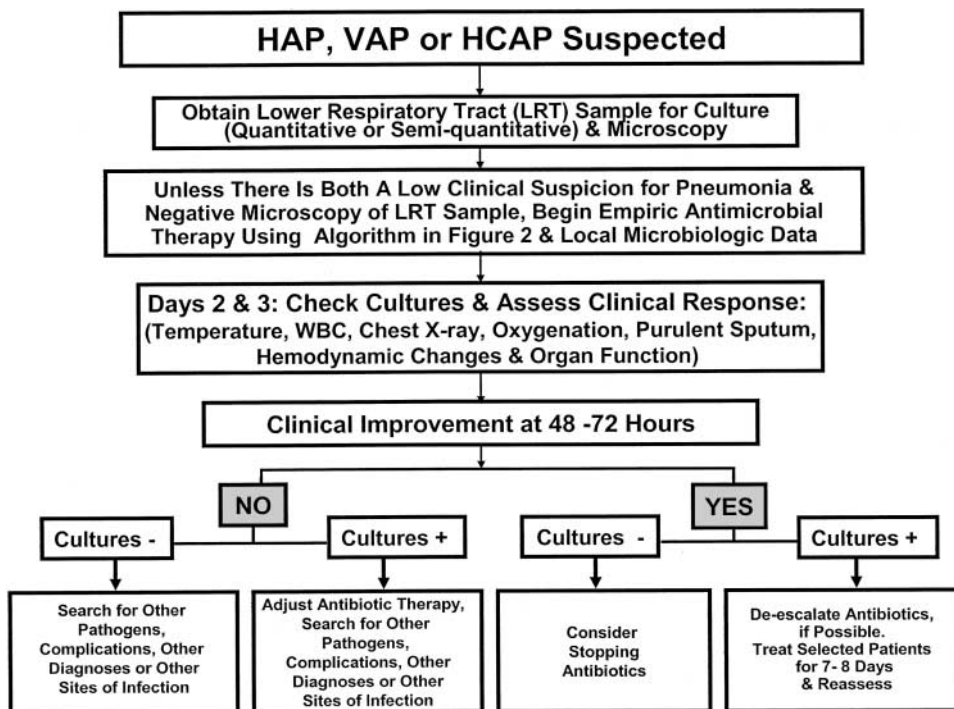 HAP, VAP or HCAP Suspected
Obtain Lower Respiratory Tract (LRT) Sample for Culture
(Quantitative or Semi-quantitative) & Microscopy
Unless There Is Both A Low Clinical Suspicion for Pneumonia &
Negative Microscopy of LRT Sample, Begin Empiric Antimicrobial
Therapy Using Algorithm in Figure 2 & Local Microbiologic Data
Days 2 & 3: Check Cultures & Assess Clinical Response:
(Temperature, WBC, Chest X-ray, Oxygenation, Purulent Sputum,
Hemodynamic Changes & Organ Function)
Clinical Improvement at 48 -72 Hours
NO
YES
Cultures -
Cultures +
Cultures -
Cultures +
Search for Other
Pathogens,
Complications, Other
Diagnoses or Other
Sites of Infection
Adjust Antibiotic Therapy,
Search for Other
Pathogens,
Complications, Other
Diagnoses or Other
Sites of Infection
Consider
Stopping
Antibiotics
De-escalate Antibiotics,
if Possible.
Treat Selected Patients
for 7- 8 Days
& Reassess